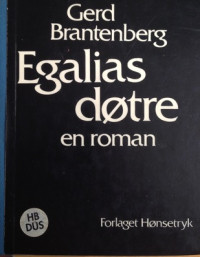 Gerd
Brantenberg
Egalias
døtre
en roman
HB
DUS
Forlaget Hønsetryk